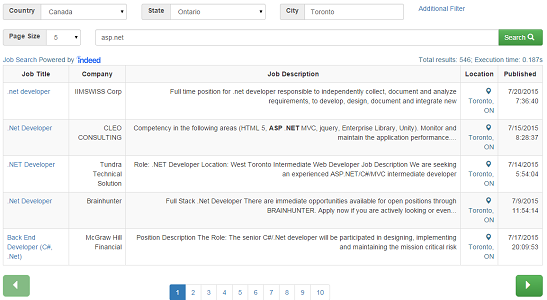 Country Canada State Ontario City Toronto Additional Filter
Page Size 5 asp.net Search
Job Search Powered by indeed Total results: 546; Execution time: 0.187s
Job Title Company Job Description Location Published
.net developer IIMSWISS Corp Full time position for .net developer responsible to independently collect, document and analyze Toronto, 7/20/2015
requirements, to develop, design, document and integrate new ON 7:36:40
.Net Developer CLEO Competency in the following areas (HTML 5, ASP .NET MVC, jquery, Enterprise Library, Unity). Monitor and Toronto, 7/15/2015
CONSULTING maintain the application performance.... ON 8:28:37
.NET Developer Tundra Role: .NET Developer Location: West Toronto Intermediate Web Developer Job Description We are seeking Toronto, 7/14/2015
Technical an experienced ASP.NET/C#/MVC intermediate developer ON 5:54:04
Solution
.Net Developer Brainhunter Full Stack .Net Developer There are immediate opportunities available for open positions through Toronto, 7/9/2015
BRAINHUNTER. Apply now if you are actively looking or even... ON 11:54:14
Back End McGraw Hill Position Description The Role: The senior C#/.Net developer will be participating in designing, implementing Toronto, 7/17/2015
Developer (C#, Financial and maintaining the mission critical risk ON 20:09:53
.Net)
1 2 3 4 5 6 7 8 9 10